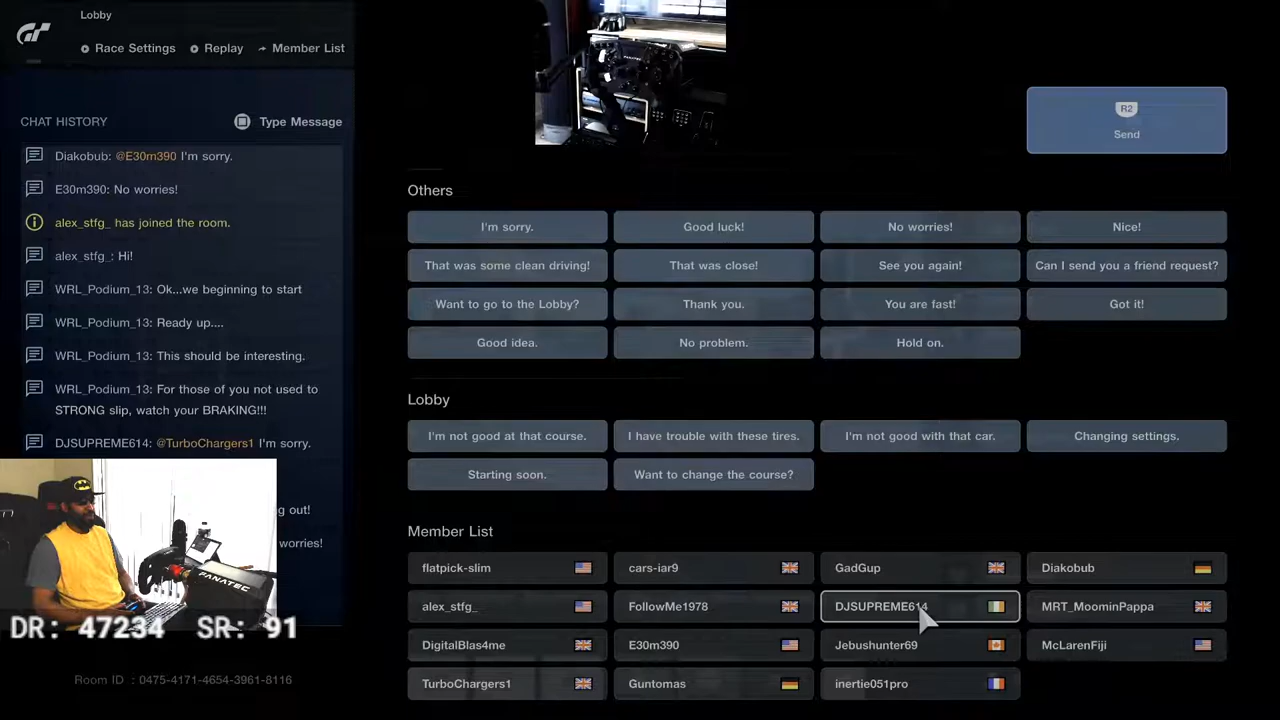 Lobby
Race Settings
Replay
Member List
CHAT HISTORY
Type Message
Diakobub: @E30m390 I'm sorry.
E30m390: No worries!
alex_stfg_ has joined the room.
alex_stfg_: Hi!
WRL_Podium_13: Ok...we beginning to start
WRL_Podium_13: Ready up....
WRL_Podium_13: This should be interesting.
WRL_Podium_13: For those of you not used to
STRONG slip, watch your BRAKING!!!
DJSUPREME614: @TurboChargers1 I'm sorry.
g out!
worries!
FANATEC
DR: 47234 SR: 91
Room ID : 0475-4171-4654-3961-8116
R2
Send
Others
I'm sorry.
Good luck!
No worries!
Nice!
That was some clean driving!
That was close!
See you again!
Can I send you a friend request?
Want to go to the Lobby?
Thank you.
You are fast!
Got it!
Good idea.
No problem.
Hold on.
Lobby
I'm not good at that course.
I have trouble with these tires.
I'm not good with that car.
Changing settings.
Starting soon.
Want to change the course?
Member List
flatpick-slim
cars-iar9
GadGup
Diakobub
alex_stfg_
FollowMe1978
DJSUPREME614
MRT_MoominPappa
DigitalBlas4me
E30m390
Jebushunter69
McLarenFiji
TurboChargers1
Guntomas
inertie051pro